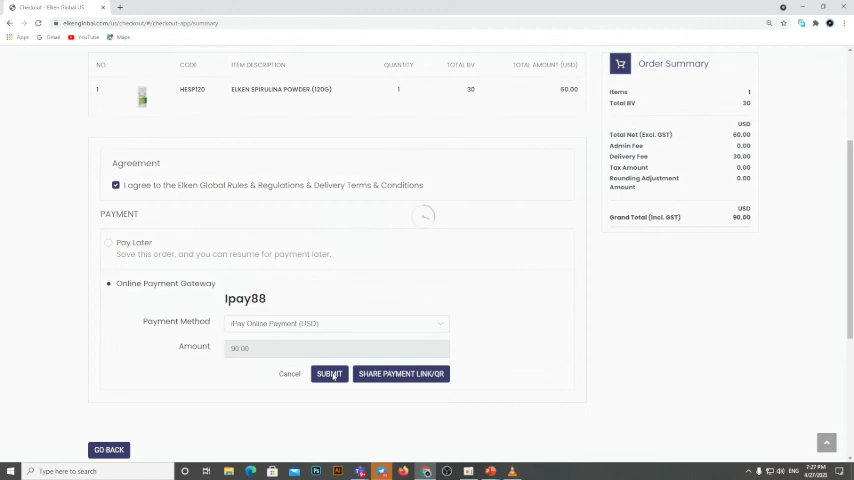 Checkout - Elken Global US
elkenglobal.com/us/checkout/#/checkout-app/summary
Apps Gmail YouTube Maps
NO. CODE ITEM DESCRIPTION QUANTITY TOTAL BV TOTAL AMOUNT (USD)
1 HESP120 ELKEN SPIRULINA POWDER (120G) 1 30 60.00
Order Summary
Items 1
Total BV 30
USD
Total Net (Excl. GST) 60.00
Admin Fee 0.00
Delivery Fee 30.00
Tax Amount 0.00
Rounding Adjustment 0.00
Amount
USD
Grand Total (Incl. GST) 90.00
Agreement
I agree to the Elken Global Rules & Regulations & Delivery Terms & Conditions
PAYMENT
Pay Later
Save this order, and you can resume for payment later.
Online Payment Gateway
Ipay88
Payment Method iPay Online Payment (USD)
Amount 90.00
Cancel SUBMIT SHARE PAYMENT LINK/QR
GO BACK
Type here to search
ENG
7:27 PM
4/27/2021